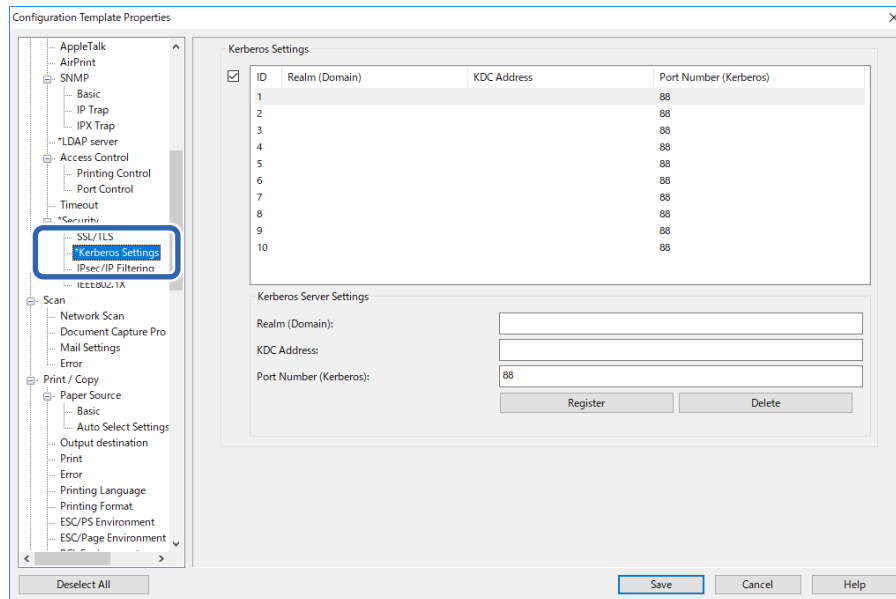 Configuration Template Properties
AppleTalk
AirPrint
SNMP
Basic
IP Trap
IPX Trap
*LDAP server
Access Control
Printing Control
Port Control
Timeout
*Security
SSL/TLS
*Kerberos Settings
IPsec/IP Filtering
IEEE802.1X
Scan
Network Scan
Document Capture Pro
Mail Settings
Error
Print / Copy
Paper Source
Basic
Auto Select Settings
Output destination
Print
Error
Printing Language
Printing Format
ESC/PS Environment
ESC/Page Environment
Kerberos Settings
ID Realm (Domain) KDC Address Port Number (Kerberos)
1 88
2 88
3 88
4 88
5 88
6 88
7 88
8 88
9 88
10 88
Kerberos Server Settings
Realm (Domain):
KDC Address:
Port Number (Kerberos): 88
Register Delete
Deselect All Save Cancel Help